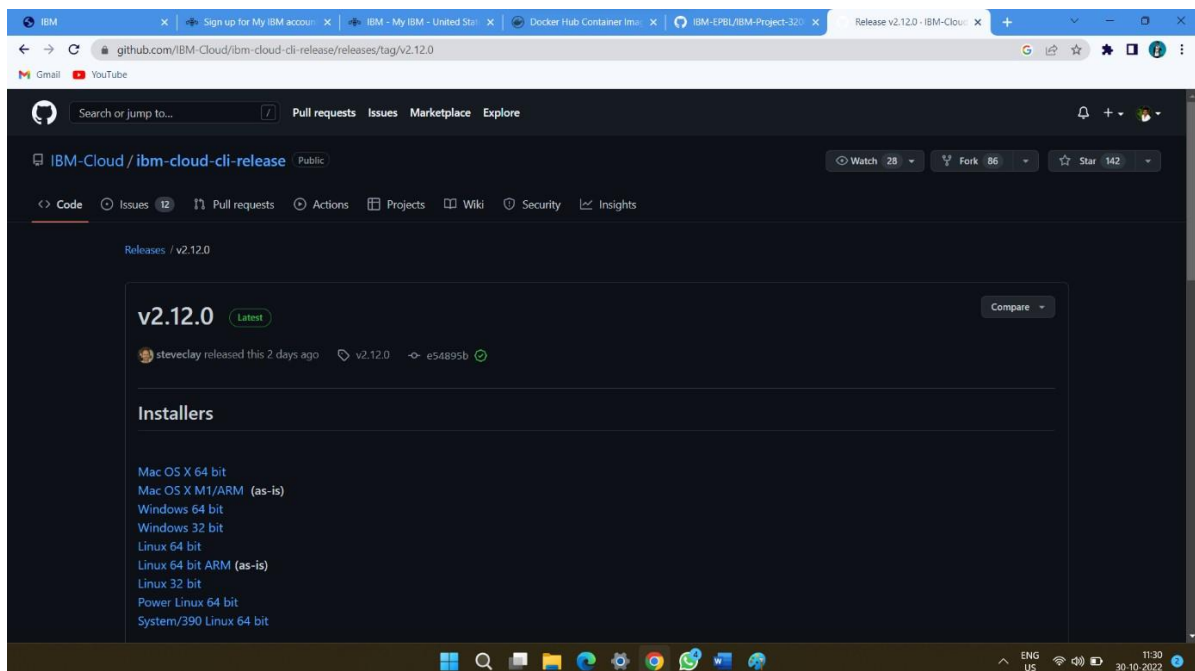 IBM
Sign up for My IBM accoun
IBM - My IBM - United Stat
Docker Hub Container Imag
IBM-EPBL/IBM-Project-320
Release v2.12.0 · IBM-Cloud
github.com/IBM-Cloud/ibm-cloud-cli-release/releases/tag/v2.12.0
Gmail YouTube
Search or jump to... / Pull requests Issues Marketplace Explore
IBM-Cloud / ibm-cloud-cli-release Public Watch 28 Fork 86 Star 142
Code Issues 12 Pull requests Actions Projects Wiki Security Insights
Releases / v2.12.0
v2.12.0 Latest Compare
steveclay released this 2 days ago v2.12.0 e54895b
Installers
Mac OS X 64 bit
Mac OS X M1/ARM (as-is)
Windows 64 bit
Windows 32 bit
Linux 64 bit
Linux 64 bit ARM (as-is)
Linux 32 bit
Power Linux 64 bit
System/390 Linux 64 bit
ENG 11:30
US 30-10-2022 2